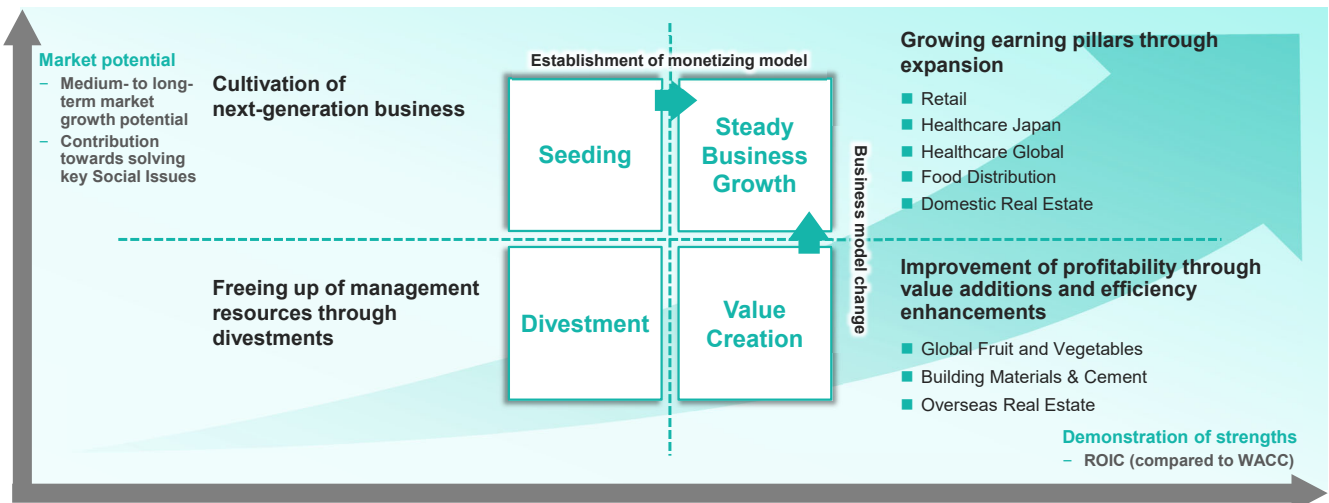 Market potential
– Medium- to long-
term market
growth potential
– Contribution
towards solving
key Social Issues
Cultivation of
next-generation business
Establishment of monetizing model
Seeding
Steady
Business
Growth
Business model change
Growing earning pillars through
expansion
■ Retail
■ Healthcare Japan
■ Healthcare Global
■ Food Distribution
■ Domestic Real Estate
Freeing up of management
resources through
divestments
Divestment
Value
Creation
Improvement of profitability through
value additions and efficiency
enhancements
■ Global Fruit and Vegetables
■ Building Materials & Cement
■ Overseas Real Estate
Demonstration of strengths
– ROIC (compared to WACC)